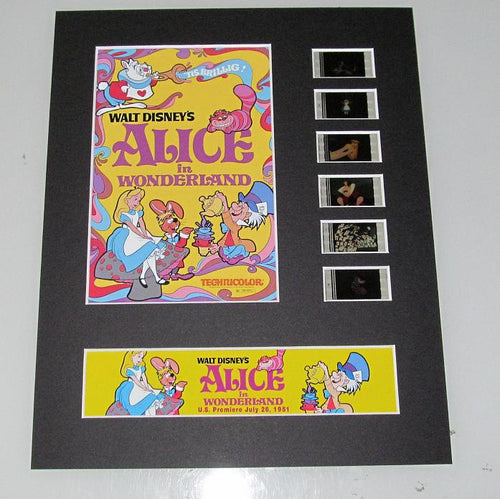 'TIS BRILLIG!
WALT DISNEY'S
ALICE
in
WONDERLAND
TECHNICOLOR
WALT DISNEY'S
ALICE
in
WONDERLAND
U.S. Premiere July 26, 1951